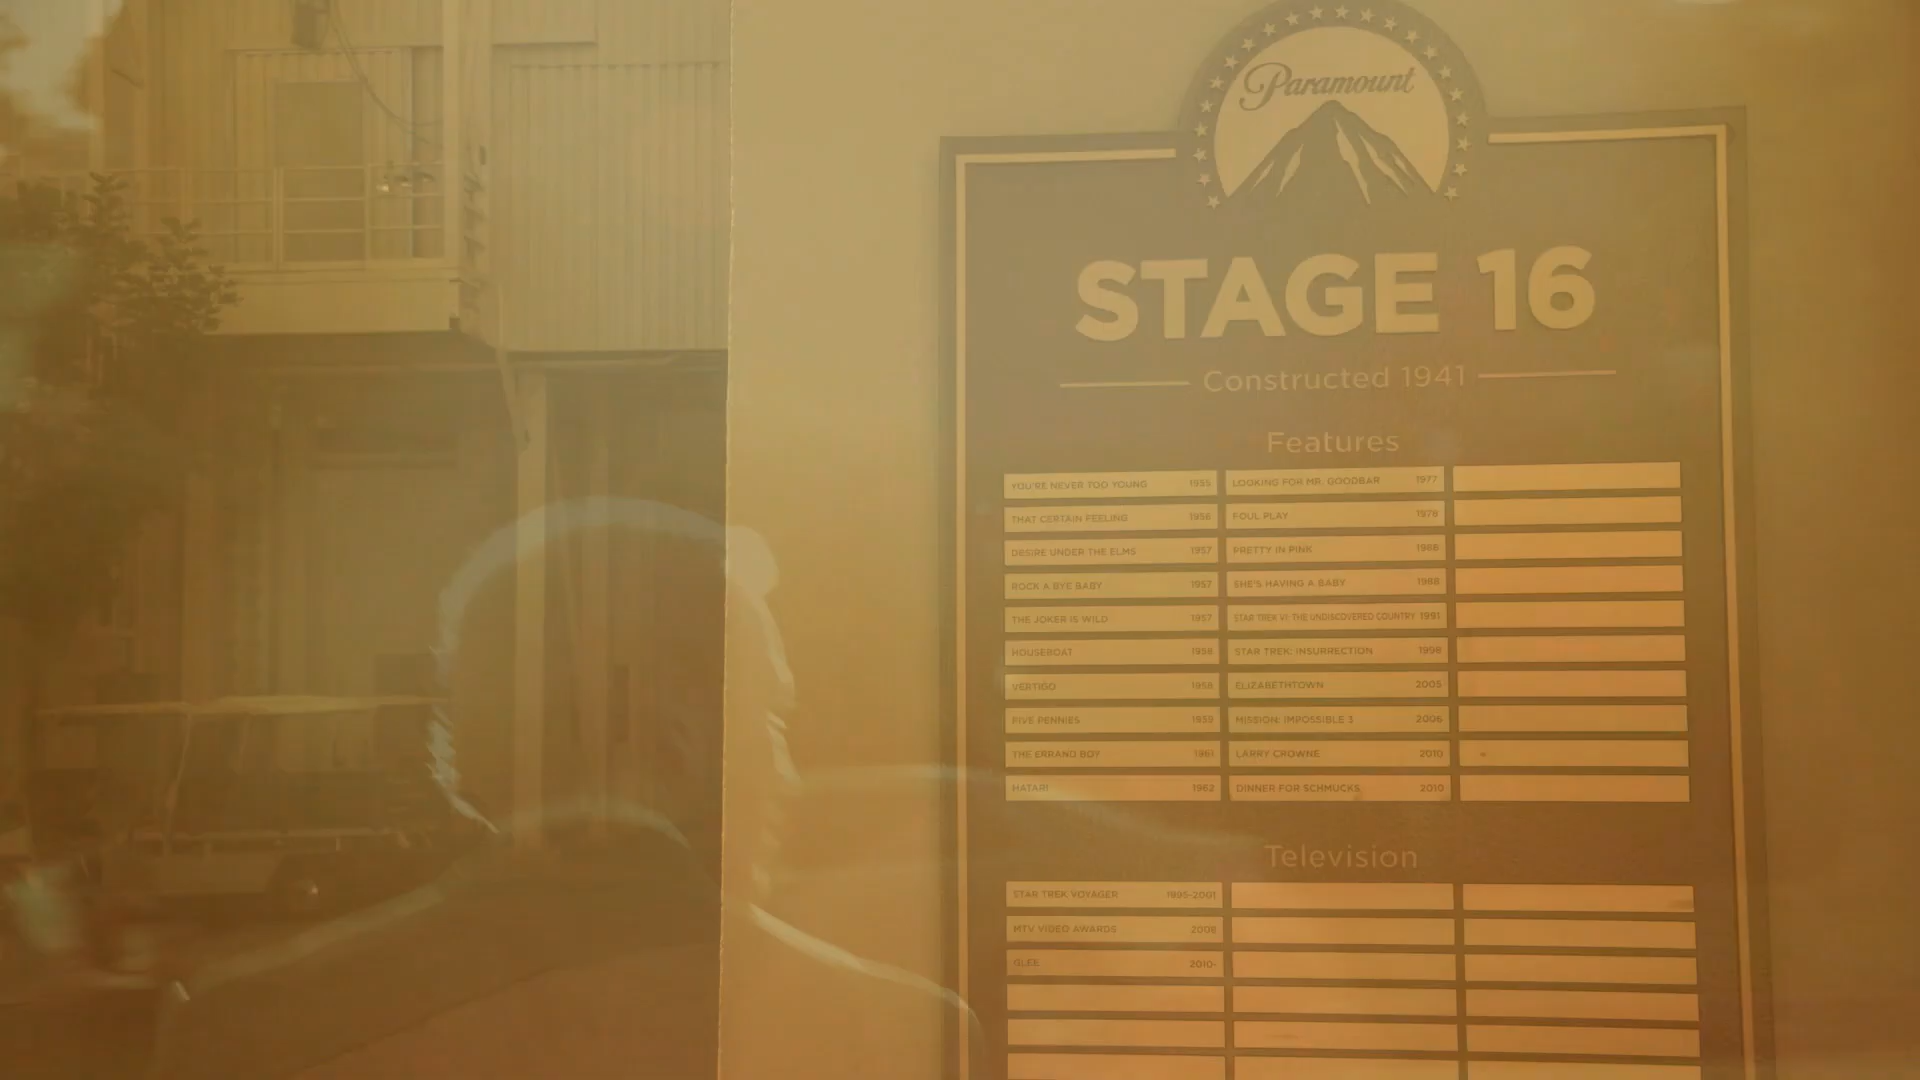 Paramount
STAGE 16
Constructed 1941
Features
YOU'RE NEVER TOO YOUNG 1955
THAT CERTAIN FEELING 1956
DESIRE UNDER THE ELMS 1957
ROCK A BYE BABY 1957
THE JOKER IS WILD 1957
HOUSEBOAT 1958
VERTIGO 1958
FIVE PENNIES 1959
THE ERRAND BOY 1961
HATARI 1962
LOOKING FOR MR. GOODBAR 1977
FOUL PLAY 1978
PRETTY IN PINK 1986
SHE'S HAVING A BABY 1988
STAR TREK VI: THE UNDISCOVERED COUNTRY 1991
STAR TREK: INSURRECTION 1998
ELIZABETHTOWN 2005
MISSION: IMPOSSIBLE 3 2006
LARRY CROWNE 2010
DINNER FOR SCHMUCKS 2010
Television
STAR TREK VOYAGER 1995-2001
MTV VIDEO AWARDS 2008
GLEE 2010-